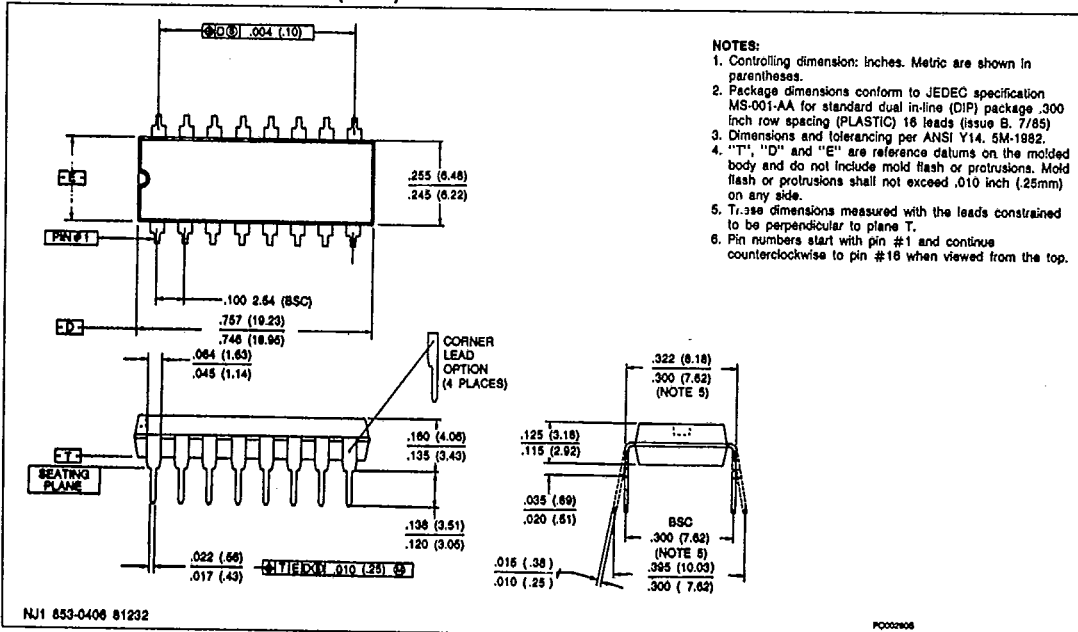 .004 (.10)
NOTES:
1. Controlling dimension: Inches. Metric are shown in
parentheses.
2. Package dimensions conform to JEDEC specification
MS-001-AA for standard dual in-line (DIP) package .300
inch row spacing (PLASTIC) 16 leads (issue B. 7/85)
3. Dimensions and tolerancing per ANSI Y14. 5M-1982.
4. "T", "D" and "E" are reference datums on the molded
body and do not include mold flash or protrusions. Mold
flash or protrusions shall not exceed .010 inch (.25mm)
on any side.
5. These dimensions measured with the leads constrained
to be perpendicular to plane T.
6. Pin numbers start with pin #1 and continue
counterclockwise to pin #16 when viewed from the top.
-E-
.255 (6.48)
.245 (6.22)
PIN #1
.100 2.54 (BSC)
-D-
.757 (19.23)
.746 (18.95)
.064 (1.63)
.045 (1.14)
CORNER
LEAD
OPTION
(4 PLACES)
.322 (8.18)
.300 (7.62)
(NOTE 5)
.160 (4.06)
.135 (3.43)
.125 (3.18)
.115 (2.92)
-T-
SEATING
PLANE
.035 (.89)
.020 (.51)
.138 (3.51)
.120 (3.05)
BSC
.300 (7.62)
(NOTE 5)
.395 (10.03)
.300 ( 7.62)
.022 (.56)
.017 (.43)
T E D .010 (.25) M
.015 (.38 )
.010 (.25 )
NJ1 853-0406 81232